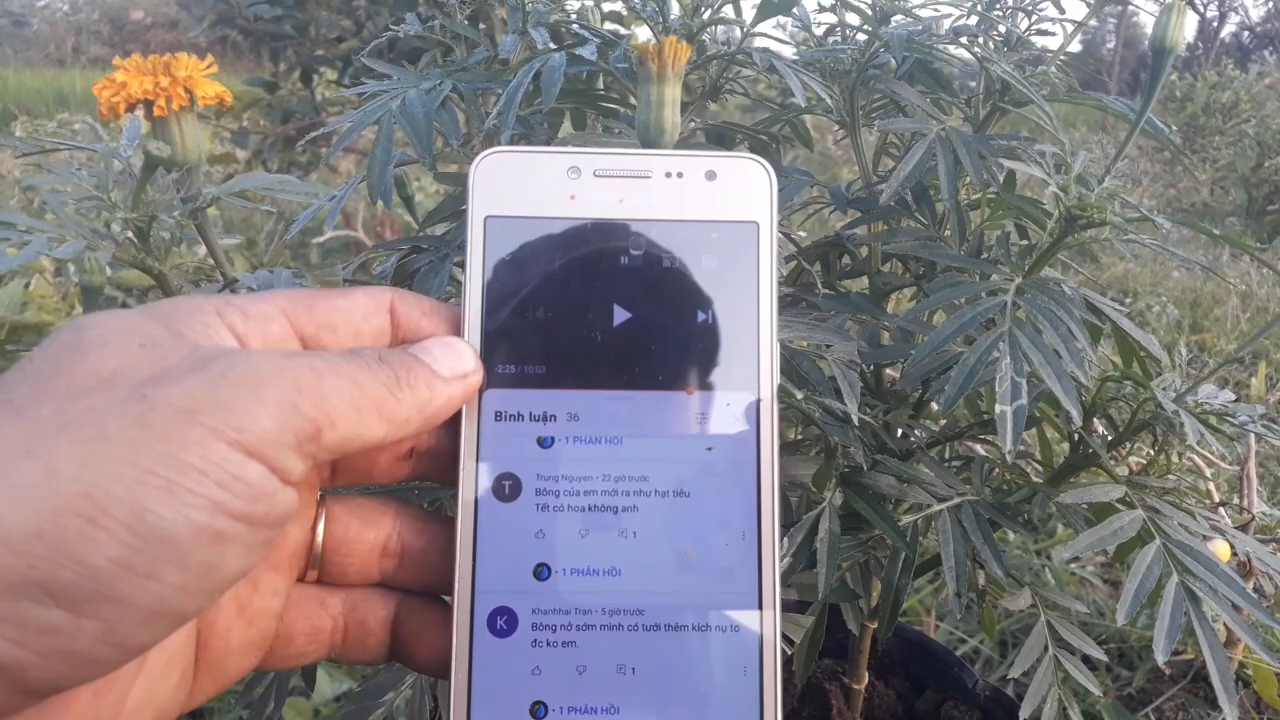 -2:25 / 10:03
Bình luận 36
• 1 PHẢN HỒI
T
Trung Nguyen • 22 giờ trước
Bông của em mới ra như hạt tiêu
Tết có hoa không anh
1
• 1 PHẢN HỒI
K
Khanhhai Tran • 5 giờ trước
Bông nở sớm mình có tưới thêm kích nụ to
đc ko em.
1
• 1 PHẢN HỒI